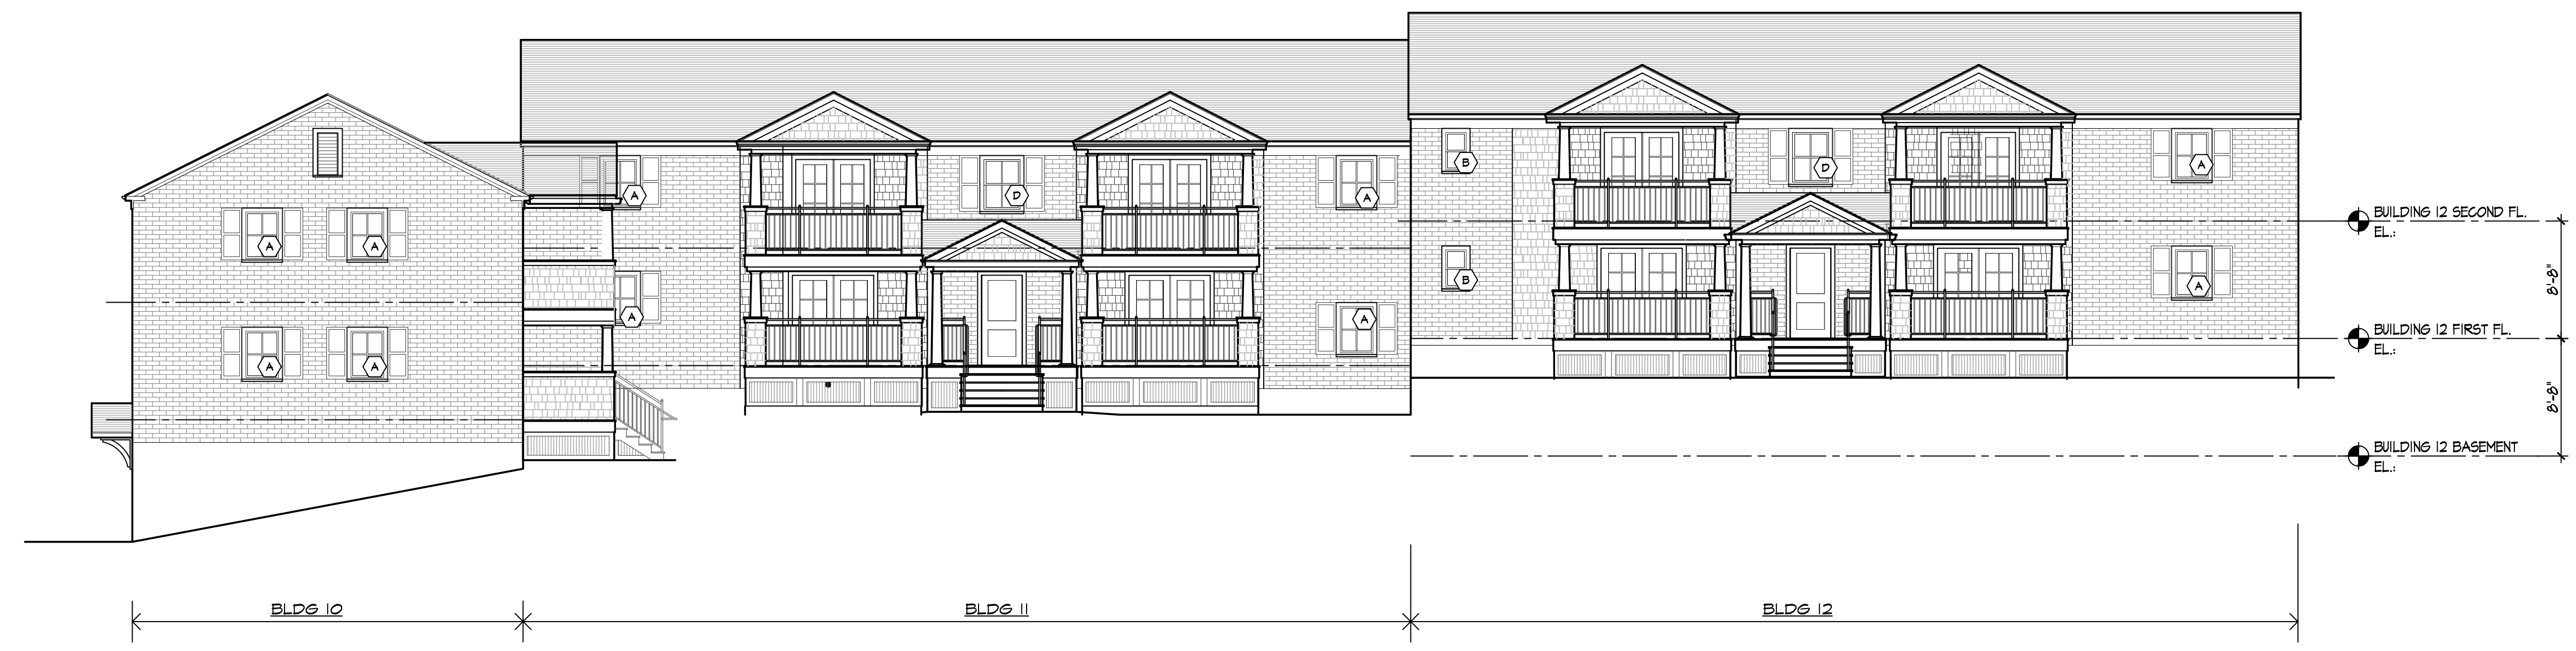 B
A
D
D
A
A
A
A
A
A
BUILDING 12 SECOND FL.
EL.:
B
A
8'-8"
A
A
BUILDING 12 FIRST FL.
EL.:
A
A
8'-8"
BUILDING 12 BASEMENT
EL.:
BLDG 10
BLDG 11
BLDG 12